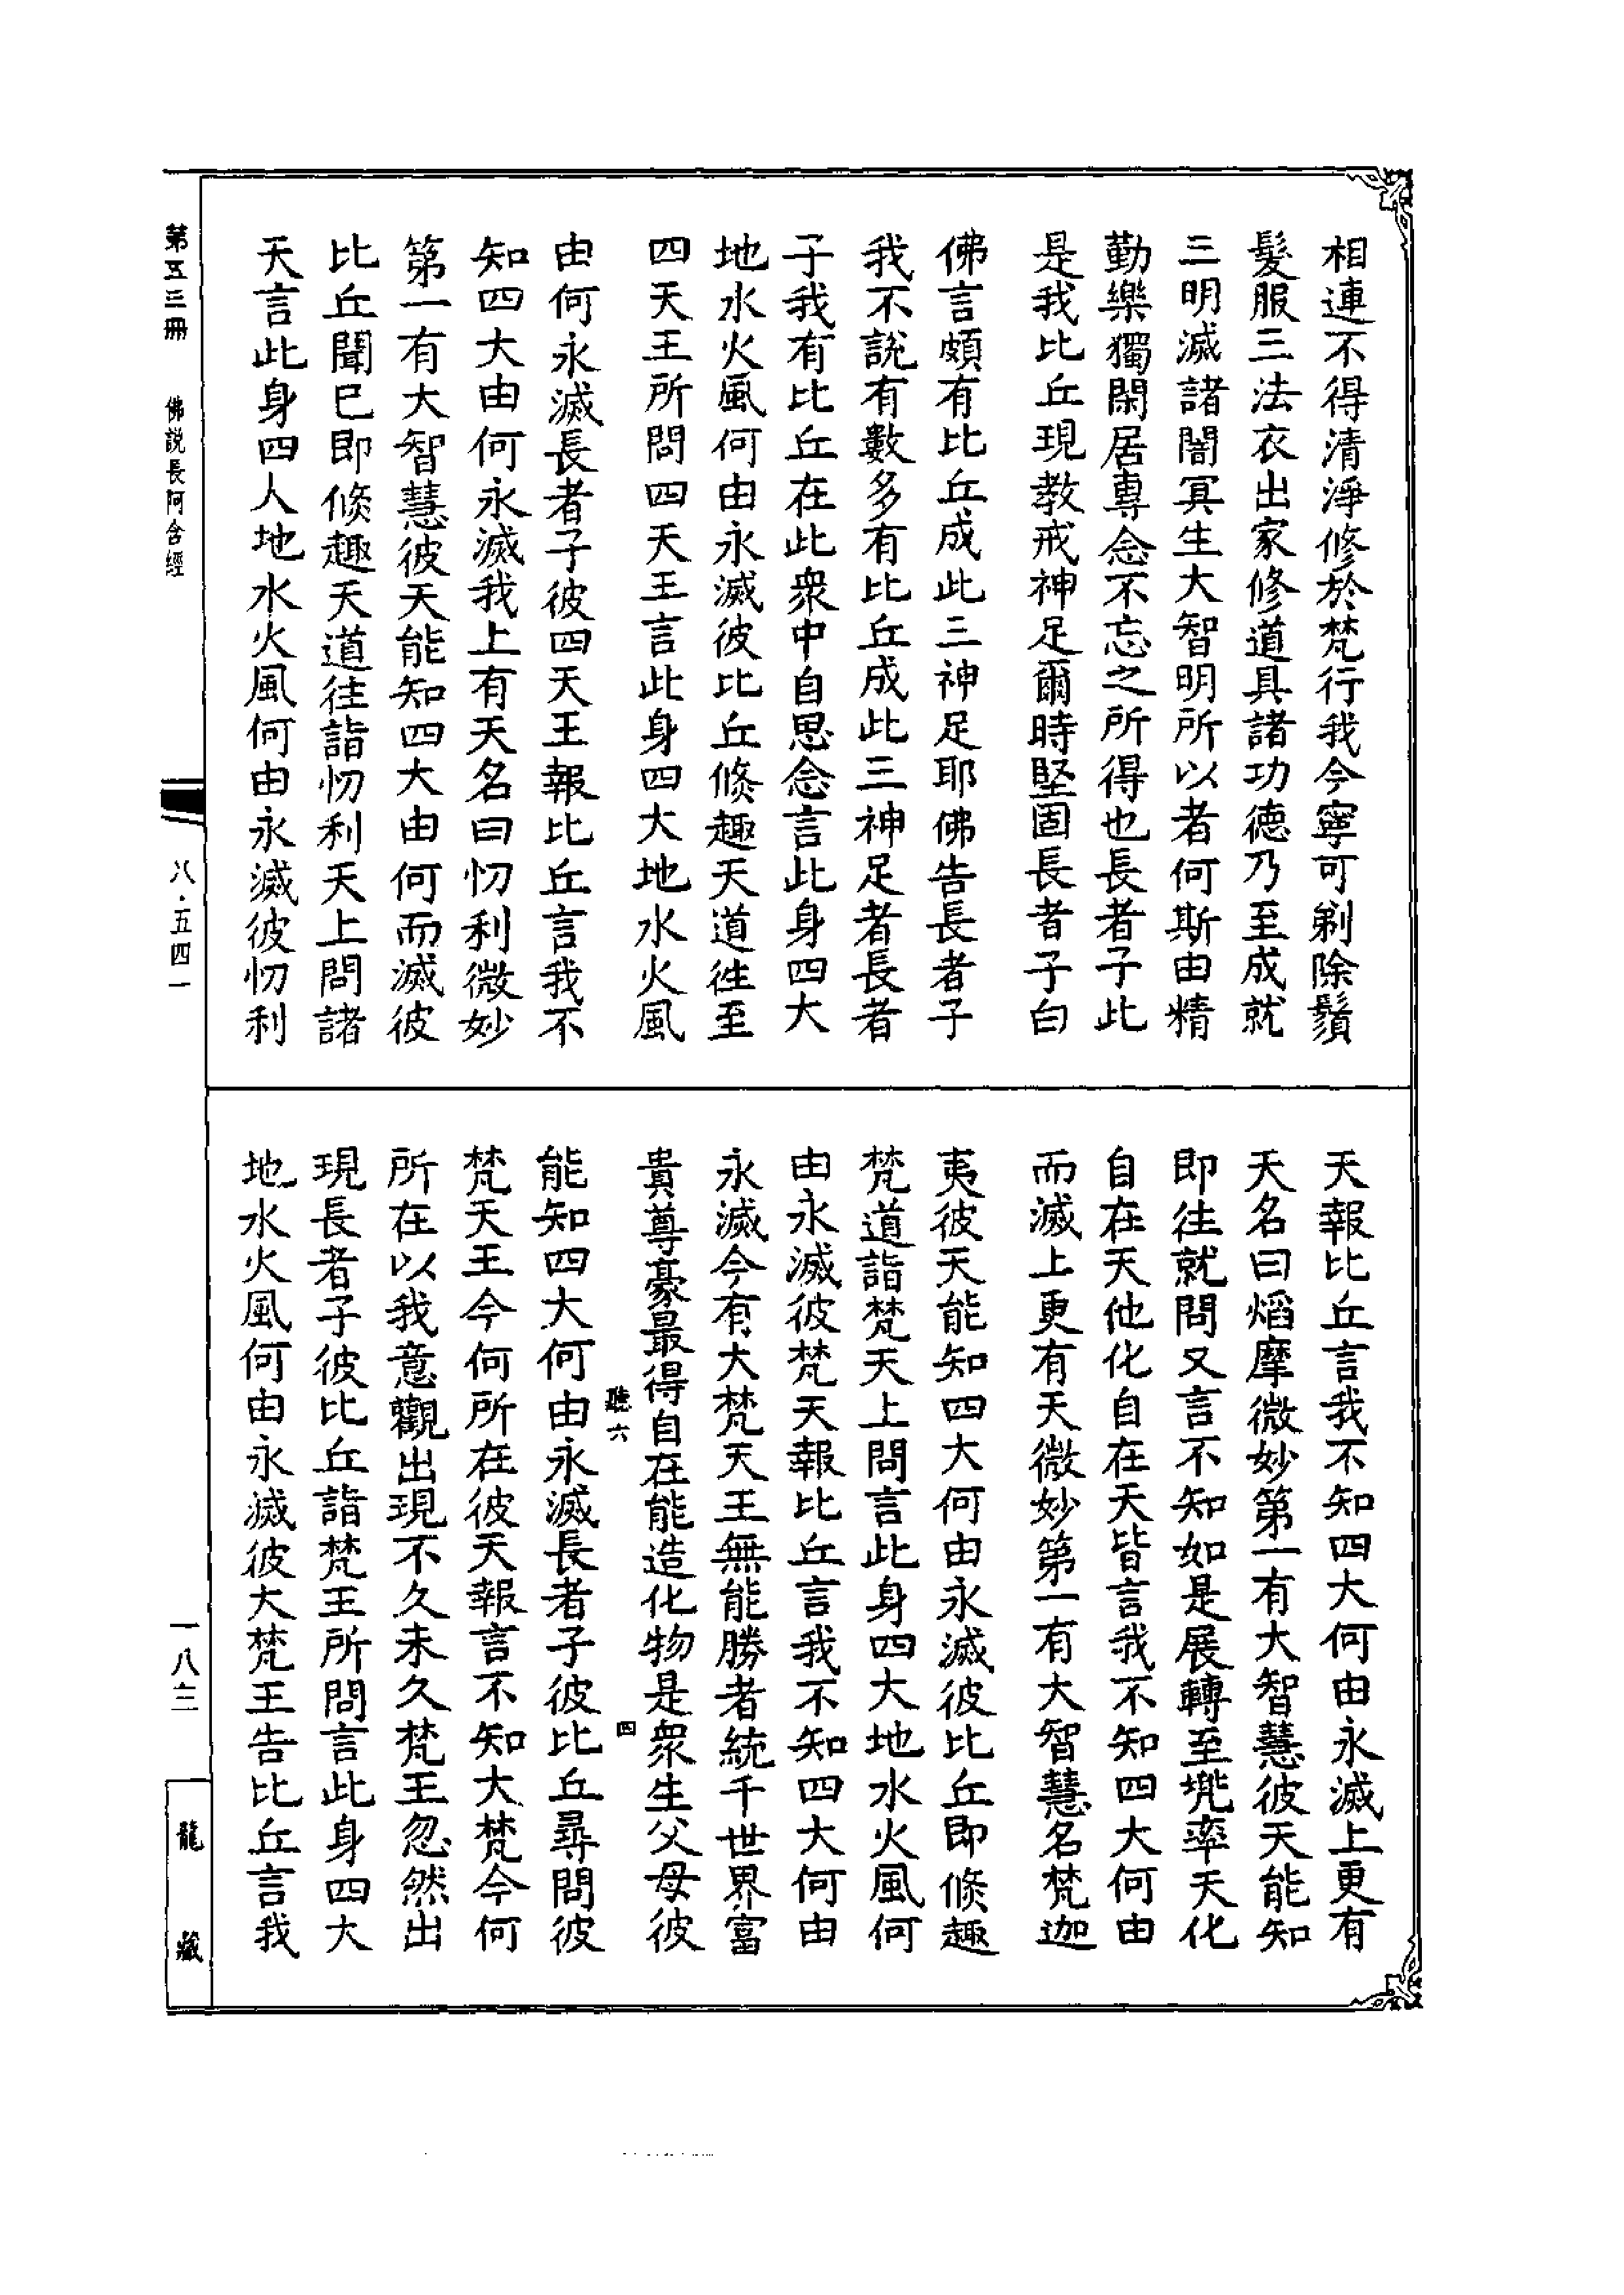 相連不得清淨修於梵行我今寧可剃除鬚
髮服三法衣出家修道具諸功德乃至成就
三明滅諸闇冥生大智明所以者何斯由精
勤樂獨閑居專念不忘之所得也長者子此
是我比丘現教戒神足爾時堅固長者子白
佛言頗有比丘成此三神足耶佛告長者子
我不說有數多有比丘成此三神足者長者
子我有比丘在此眾中自思念言此身四大
地水火風何由永滅彼比丘倏趣天道往至
四天王所問四天王言此身四大地水火風
由何永滅長者子彼四天王報比丘言我不
知四大由何永滅我上有天名曰忉利微妙
第一有大智慧彼天能知四大由何而滅彼
比丘聞已即倏趣天道往詣忉利天上問諸
天言此身四人地水火風何由永滅彼忉利
天報比丘言我不知四大何由永滅上更有
天名曰焰摩微妙第一有大智慧彼天能知
即往就問又言不知如是展轉至兜率天化
自在天他化自在天皆言我不知四大何由
而滅上更有天微妙第一有大智慧名梵迦
夷彼天能知四大何由永滅彼比丘即倏趣
梵道詣梵天上問言此身四大地水火風何
由永滅彼梵天報比丘言我不知四大何由
永滅今有大梵天王無能勝者統千世界富
貴尊豪最得自在能造化物是眾生父母彼
聽六 四
能知四大何由永滅長者子彼比丘尋問彼
梵天王今何所在彼天報言不知大梵今何
所在以我意觀出現不久未久梵王忽然出
現長者子彼比丘詣梵王所問言此身四大
地水火風何由永滅彼大梵王告比丘言我
第五三冊 佛說長阿含經 八·五四一 一八三 龍藏